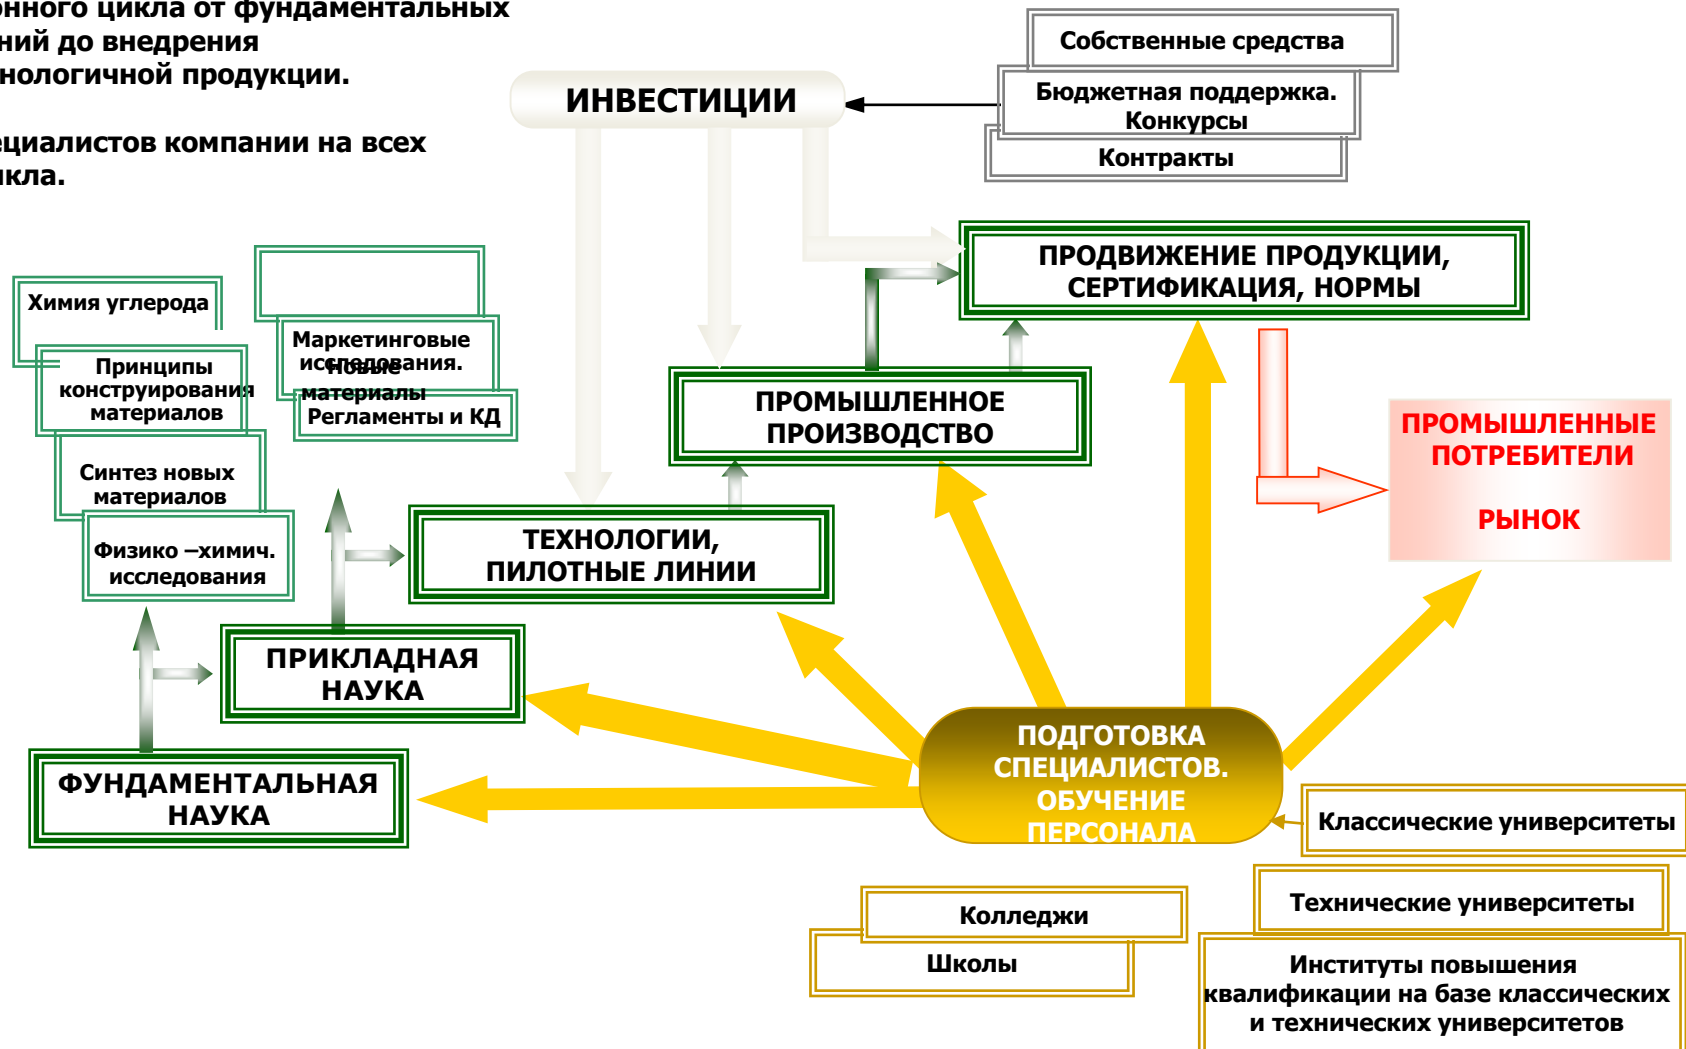 онного цикла от фундаментальных
ний до внедрения
нологичной продукции.
ециалистов компании на всех
икла.
Собственные средства
Бюджетная поддержка.
Конкурсы
Контракты
ИНВЕСТИЦИИ
ПРОДВИЖЕНИЕ ПРОДУКЦИИ,
СЕРТИФИКАЦИЯ, НОРМЫ
Химия углерода
Принципы
конструирования
материалов
Синтез новых
материалов
Физико –химич.
исследования
Маркетинговые
исследования.
Новые
материалы
Регламенты и КД
ПРОМЫШЛЕННОЕ
ПРОИЗВОДСТВО
ПРОМЫШЛЕННЫЕ
ПОТРЕБИТЕЛИ
РЫНОК
ТЕХНОЛОГИИ,
ПИЛОТНЫЕ ЛИНИИ
ПРИКЛАДНАЯ
НАУКА
ФУНДАМЕНТАЛЬНАЯ
НАУКА
ПОДГОТОВКА
СПЕЦИАЛИСТОВ.
ОБУЧЕНИЕ
ПЕРСОНАЛА
Классические университеты
Технические университеты
Колледжи
Школы
Институты повышения
квалификации на базе классических
и технических университетов